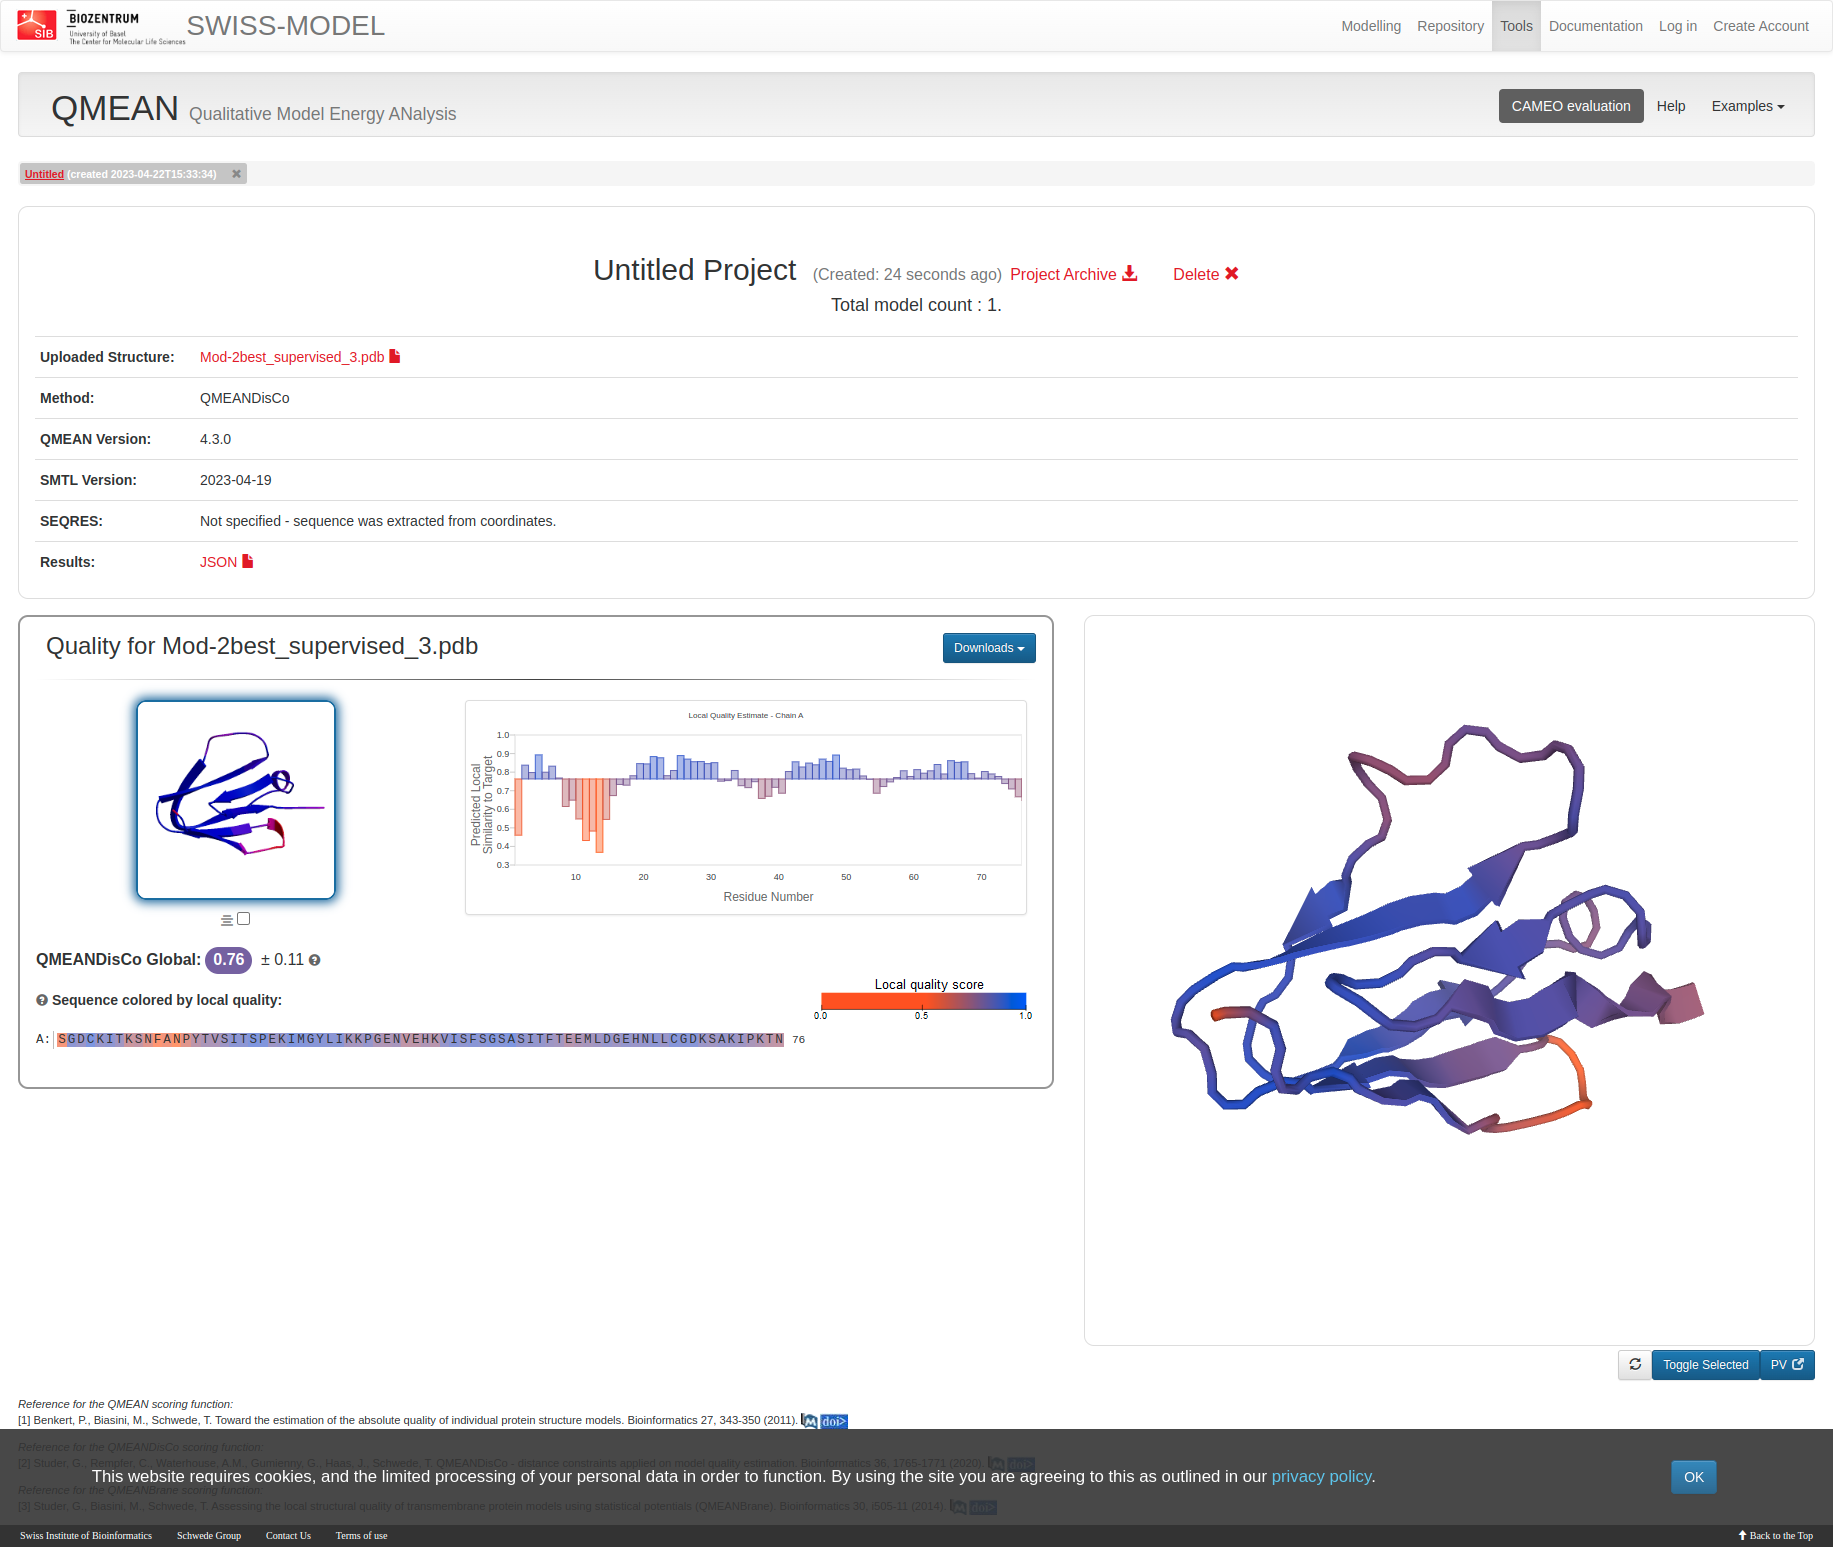 SIB
BIOZENTRUM
University of Basel
The Center for Molecular Life Sciences
SWISS-MODEL
Modelling Repository Tools Documentation Log in Create Account
QMEAN Qualitative Model Energy ANalysis
CAMEO evaluation Help Examples
Untitled (created 2023-04-22T15:33:34)
Untitled Project (Created: 24 seconds ago) Project Archive Delete
Total model count : 1.
Uploaded Structure: Mod-2best_supervised_3.pdb
Method: QMEANDisCo
QMEAN Version: 4.3.0
SMTL Version: 2023-04-19
SEQRES: Not specified - sequence was extracted from coordinates.
Results: JSON
Quality for Mod-2best_supervised_3.pdb
Downloads
Local Quality Estimate - Chain A
Predicted Local
Similarity to Target
1.0
0.9
0.8
0.7
0.6
0.5
0.4
0.3
10 20 30 40 50 60 70
Residue Number
QMEANDisCo Global: 0.76 ± 0.11
Sequence colored by local quality:
Local quality score
0.0 0.5 1.0
A: SGDCKITKSNFANPYTVSITSPEKIMGYLIKKPGENVEHKVISFSGSASITFTEEMLDGEHNLLCGDKSAKIPKTN 76
Toggle Selected PV
Reference for the QMEAN scoring function:
[1] Benkert, P., Biasini, M., Schwede, T. Toward the estimation of the absolute quality of individual protein structure models. Bioinformatics 27, 343-350 (2011). doi>
Reference for the QMEANDisCo scoring function:
[2] Studer, G., Rempfer, C., Waterhouse, A.M., Gumienny, G., Haas, J., Schwede, T. QMEANDisCo - distance constraints applied on model quality estimation. Bioinformatics 36, 1765-1771 (2020). doi>
This website requires cookies, and the limited processing of your personal data in order to function. By using the site you are agreeing to this as outlined in our privacy policy.
OK
Reference for the QMEANBrane scoring function:
[3] Studer, G., Biasini, M., Schwede, T. Assessing the local structural quality of transmembrane protein models using statistical potentials (QMEANBrane). Bioinformatics 30, i505-11 (2014). doi>
Swiss Institute of Bioinformatics Schwede Group Contact Us Terms of use Back to the Top